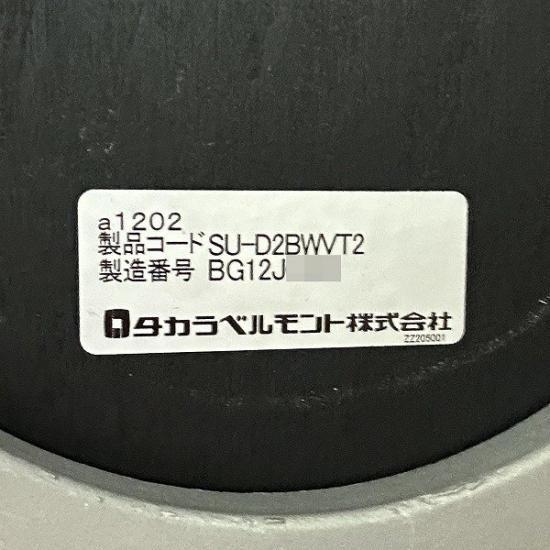 a1202
製品コード SU-D2BWVT2
製造番号 BG12J
タカラベルモント株式会社
ZZ205001